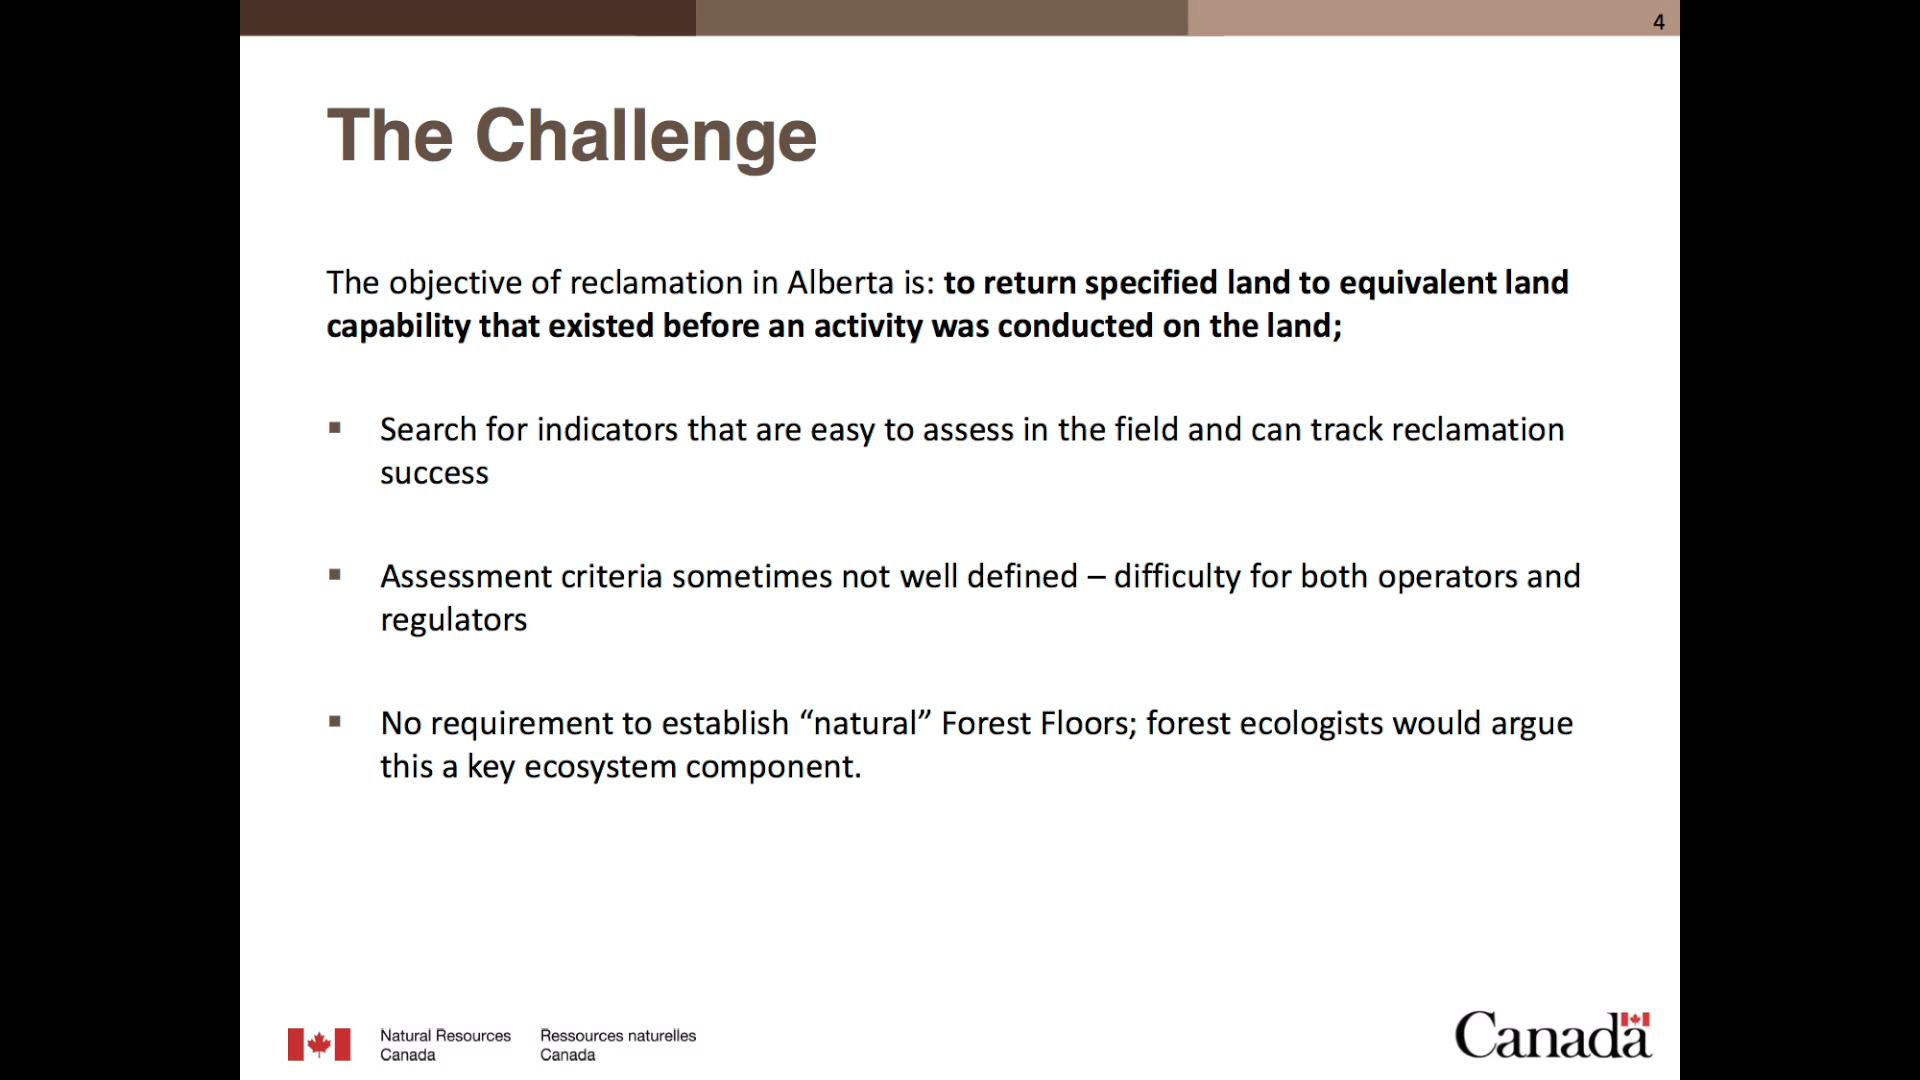 4
The Challenge
The objective of reclamation in Alberta is: to return specified land to equivalent land
capability that existed before an activity was conducted on the land;
▪ Search for indicators that are easy to assess in the field and can track reclamation
success
▪ Assessment criteria sometimes not well defined – difficulty for both operators and
regulators
▪ No requirement to establish “natural” Forest Floors; forest ecologists would argue
this a key ecosystem component.
Natural Resources
Canada
Ressources naturelles
Canada
Canada